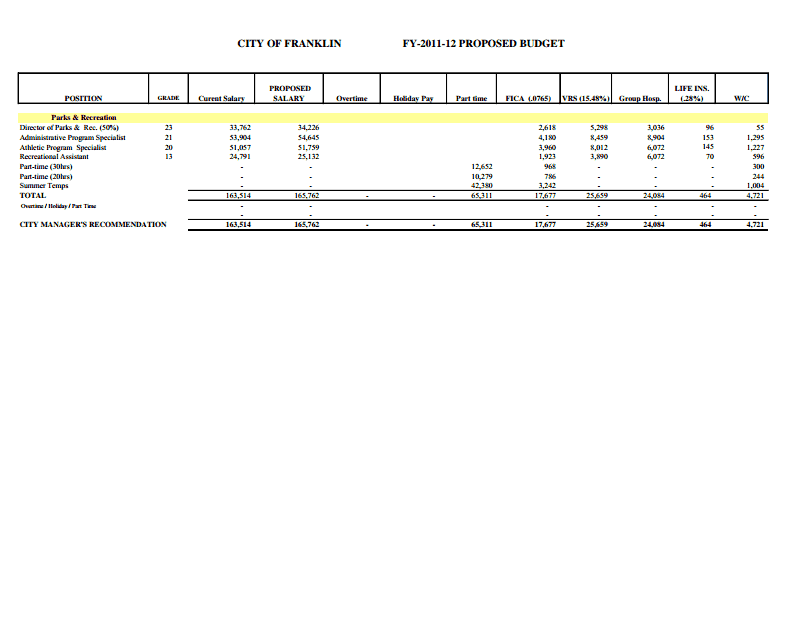 CITY OF FRANKLIN FY-2011-12 PROPOSED BUDGET
POSITION GRADE Curent Salary PROPOSED SALARY Overtime Holiday Pay Part time FICA (.0765) VRS (15.48%) Group Hosp. LIFE INS. (.28%) W/C
Parks & Recreation
Director of Parks & Rec. (50%) 23 33,762 34,226 2,618 5,298 3,036 96 55
Administrative Program Specialist 21 53,904 54,645 4,180 8,459 8,904 153 1,295
Athletic Program Specialist 20 51,057 51,759 3,960 8,012 6,072 145 1,227
Recreational Assistant 13 24,791 25,132 1,923 3,890 6,072 70 596
Part-time (30hrs) - - 12,652 968 - - - 300
Part-time (20hrs) - - 10,279 786 - - - 244
Summer Temps - - 42,380 3,242 - - - 1,004
TOTAL 163,514 165,762 - - 65,311 17,677 25,659 24,084 464 4,721
Overtime / Holiday / Part Time - - - - - - -
- - - - - - -
CITY MANAGER'S RECOMMENDATION 163,514 165,762 - - 65,311 17,677 25,659 24,084 464 4,721